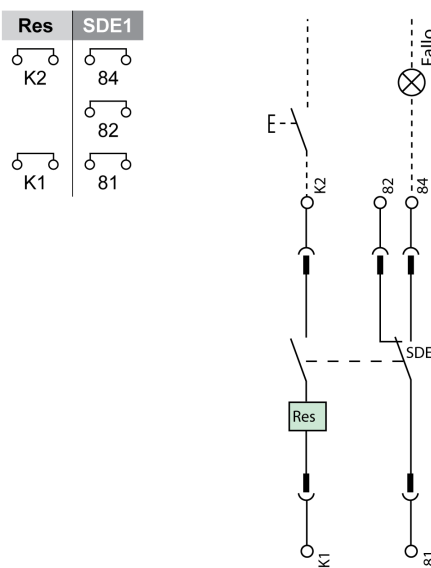 Res SDE1
K2 84
82
K1 81
Fallo
E
K2 82 84
SDE
Res
K1 81